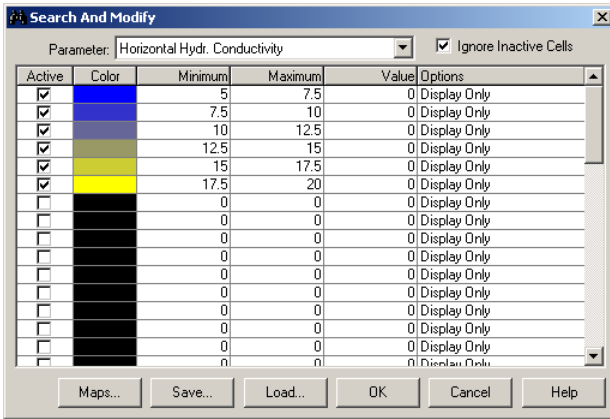 Search And Modify
Parameter: Horizontal Hydr. Conductivity Ignore Inactive Cells
Active Color Minimum Maximum Value Options
5 7.5 0 Display Only
7.5 10 0 Display Only
10 12.5 0 Display Only
12.5 15 0 Display Only
15 17.5 0 Display Only
17.5 20 0 Display Only
0 0 0 Display Only
0 0 0 Display Only
0 0 0 Display Only
0 0 0 Display Only
0 0 0 Display Only
0 0 0 Display Only
0 0 0 Display Only
0 0 0 Display Only
0 0 0 Display Only
0 0 0 Display Only
Maps... Save... Load... OK Cancel Help